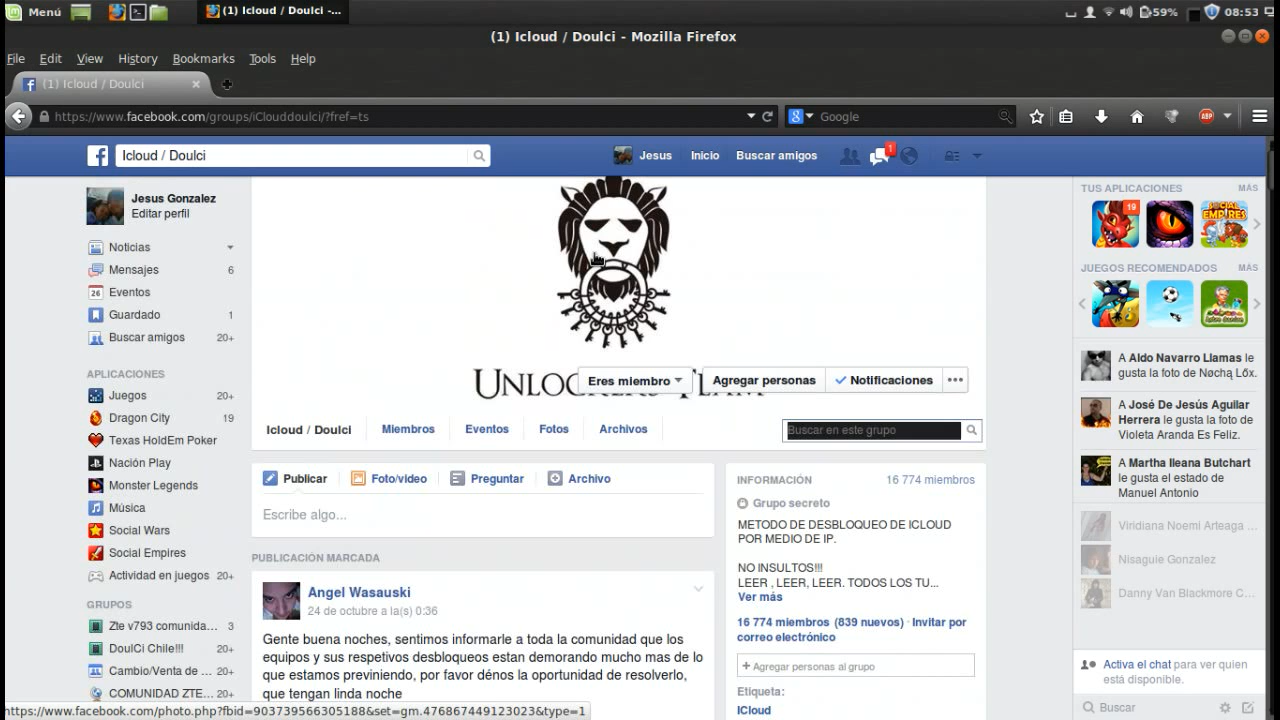 Menú
(1) Icloud / Doulci -...
59%
08:53
(1) Icloud / Doulci - Mozilla Firefox
File Edit View History Bookmarks Tools Help
(1) Icloud / Doulci
https://www.facebook.com/groups/iClouddoulci/?fref=ts
Google
ABP
Icloud / Doulci
Jesus Inicio Buscar amigos
1
Jesus Gonzalez
Editar perfil
Noticias
Mensajes 6
26 Eventos
Guardado 1
Buscar amigos 20+
APLICACIONES
Juegos 20+
Dragon City 19
Texas HoldEm Poker
Nación Play
Monster Legends
Música
Social Wars
Social Empires
Actividad en juegos 20+
GRUPOS
Zte v793 comunida... 3
DoulCi Chile!!! 20+
Cambio/Venta de ... 20+
COMUNIDAD ZTE... 20+
Eres miembro
Agregar personas
Notificaciones
Icloud / Doulci Miembros Eventos Fotos Archivos
Buscar en este grupo
Publicar Foto/video Preguntar Archivo
Escribe algo...
PUBLICACIÓN MARCADA
Angel Wasauski
24 de octubre a la(s) 0:36
Gente buena noches, sentimos informarle a toda la comunidad que los
equipos y sus respetivos desbloqueos estan demorando mucho mas de lo
que estamos previniendo, por favor dénos la oportunidad de resolverlo,
que tengan linda noche
INFORMACIÓN 16 774 miembros
Grupo secreto
METODO DE DESBLOQUEO DE ICLOUD
POR MEDIO DE IP.
NO INSULTOS!!!
LEER , LEER, LEER. TODOS LOS TU...
Ver más
16 774 miembros (839 nuevos) · Invitar por
correo electrónico
+ Agregar personas al grupo
Etiqueta:
ICloud
TUS APLICACIONES MÁS
19
SOCIAL EMPIRES
JUEGOS RECOMENDADOS MÁS
A Aldo Navarro Llamas le
gusta la foto de Nøchą Lőx.
A José De Jesús Aguilar
Herrera le gusta la foto de
Violeta Aranda Es Feliz.
A Martha Ileana Butchart
le gusta el estado de
Manuel Antonio
Viridiana Noemi Arteaga ...
Nisaguie Gonzalez
Danny Van Blackmore C...
Activa el chat para ver quien
está disponible.
Buscar
https://www.facebook.com/photo.php?fbid=903739566305188&set=gm.476867449123023&type=1